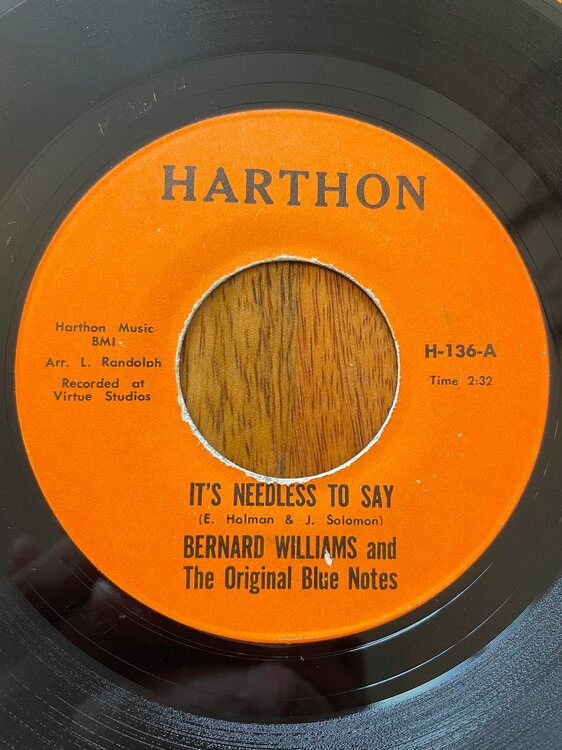 HARTHON
Harthon Music
BMI
Arr. L. Randolph
Recorded at
Virtue Studios
H-136-A
Time 2:32
IT'S NEEDLESS TO SAY
(E. Holman & J. Solomon)
BERNARD WILLIAMS and
The Original Blue Notes